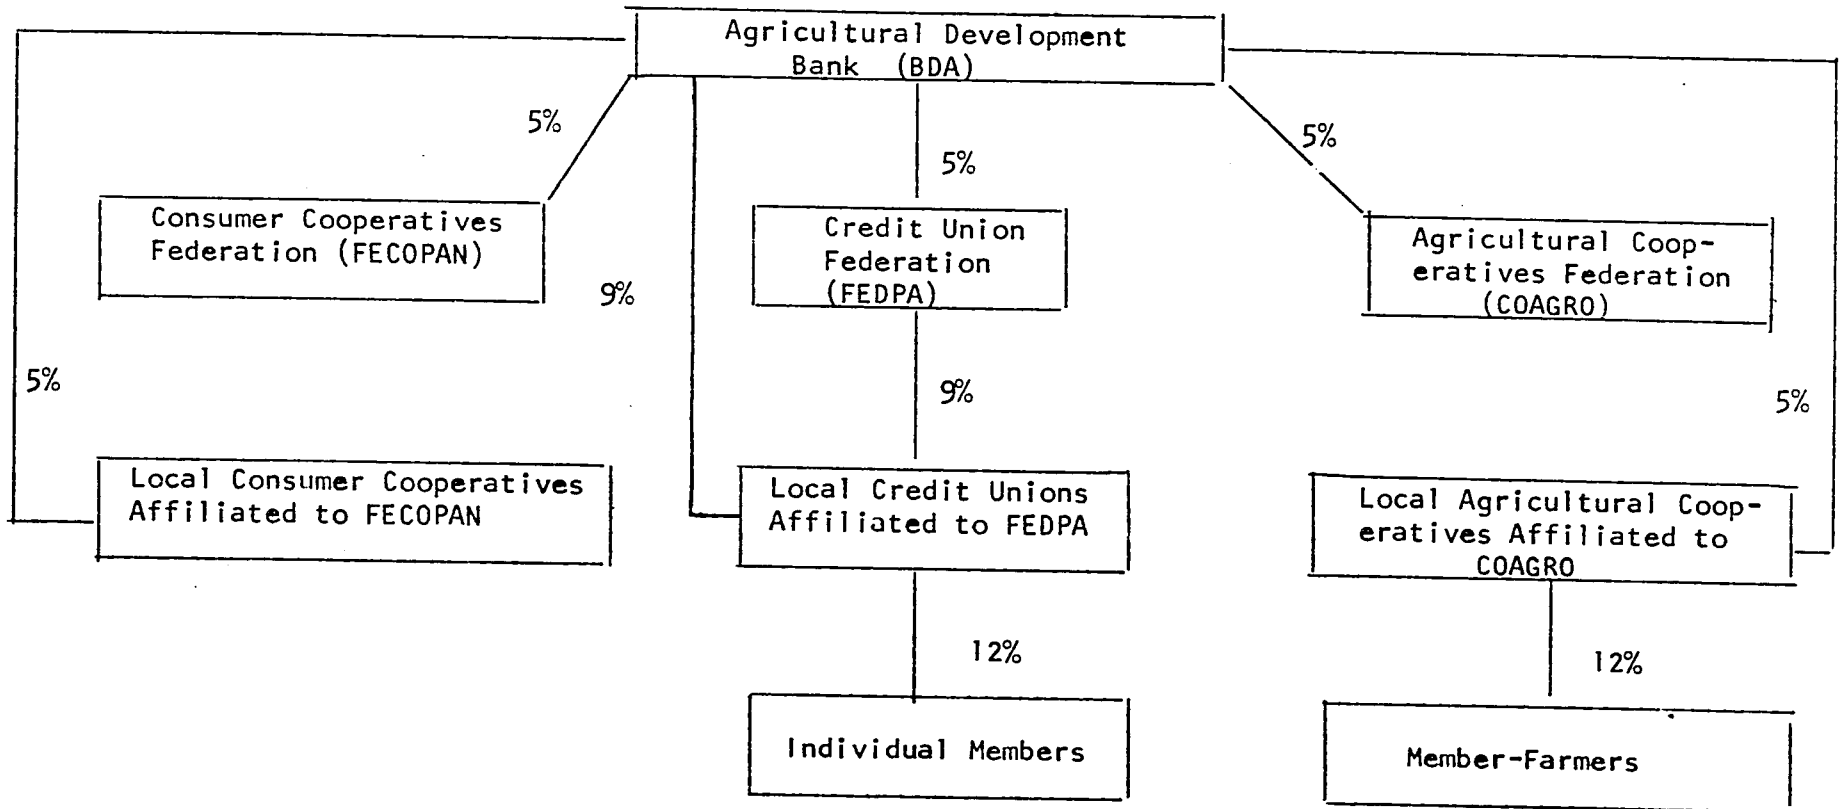 Agricultural Development
Bank (BDA)
5%
5%
5%
Consumer Cooperatives
Federation (FECOPAN)
Credit Union
Federation
(FEDPA)
Agricultural Coop-
eratives Federation
(COAGRO)
9%
5%
9%
5%
Local Consumer Cooperatives
Affiliated to FECOPAN
Local Credit Unions
Affiliated to FEDPA
Local Agricultural Coop-
eratives Affiliated to
COAGRO
12%
12%
Individual Members
Member-Farmers